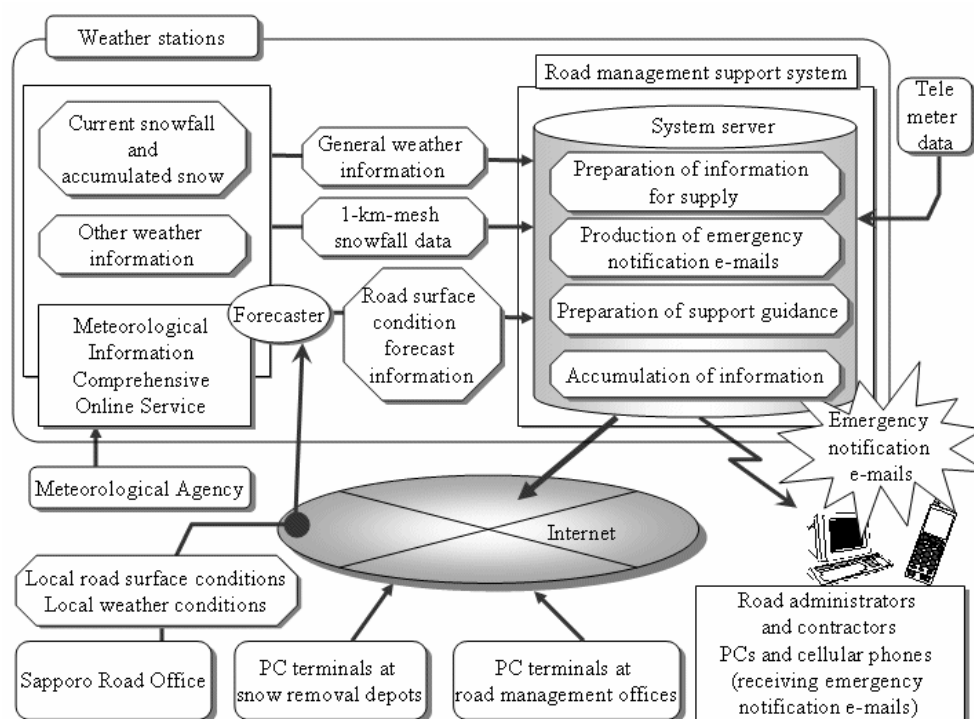 Weather stations
Road management support system
Tele
meter
data
Current snowfall
and
accumulated snow
General weather
information
System server
Preparation of information
for supply
Other weather
information
1-km-mesh
snowfall data
Production of emergency
notification e-mails
Forecaster
Road surface
condition
forecast
information
Preparation of support guidance
Meteorological
Information
Comprehensive
Online Service
Accumulation of information
Emergency
notification
e-mails
Meteorological Agency
Internet
Local road surface conditions
Local weather conditions
Sapporo Road Office
PC terminals at
snow removal depots
PC terminals at
road management offices
Road administrators
and contractors
PCs and cellular phones
(receiving emergency
notification e-mails)